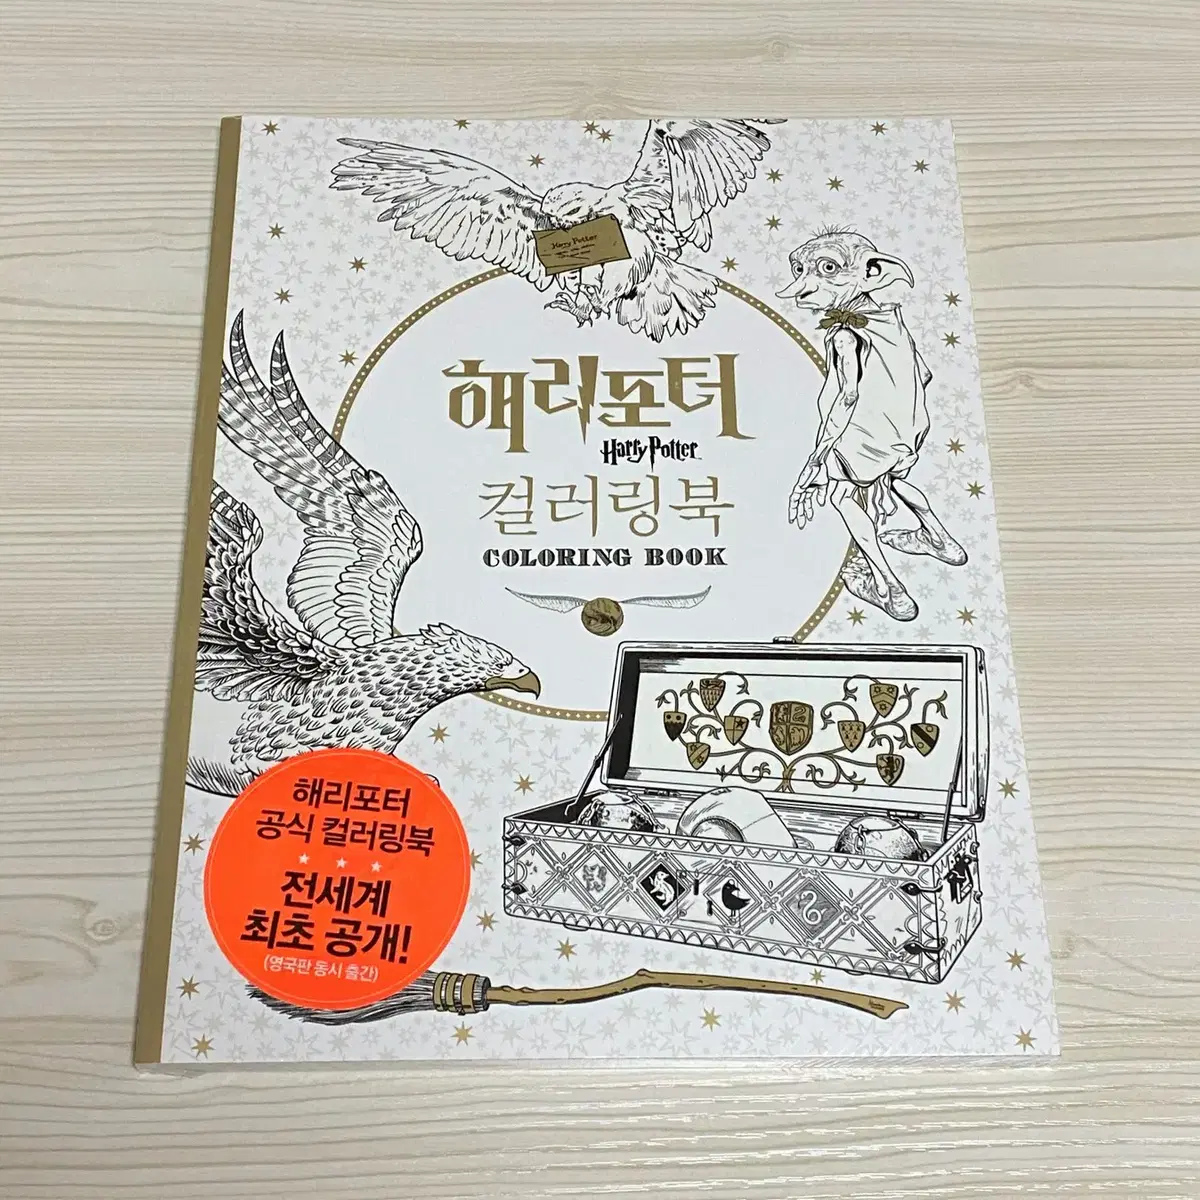 Harry Potter
해리포터
Harry Potter
컬러링북
COLORING BOOK
해리포터
공식 컬러링북
전세계
최초 공개!
(영국판 동시 출간)